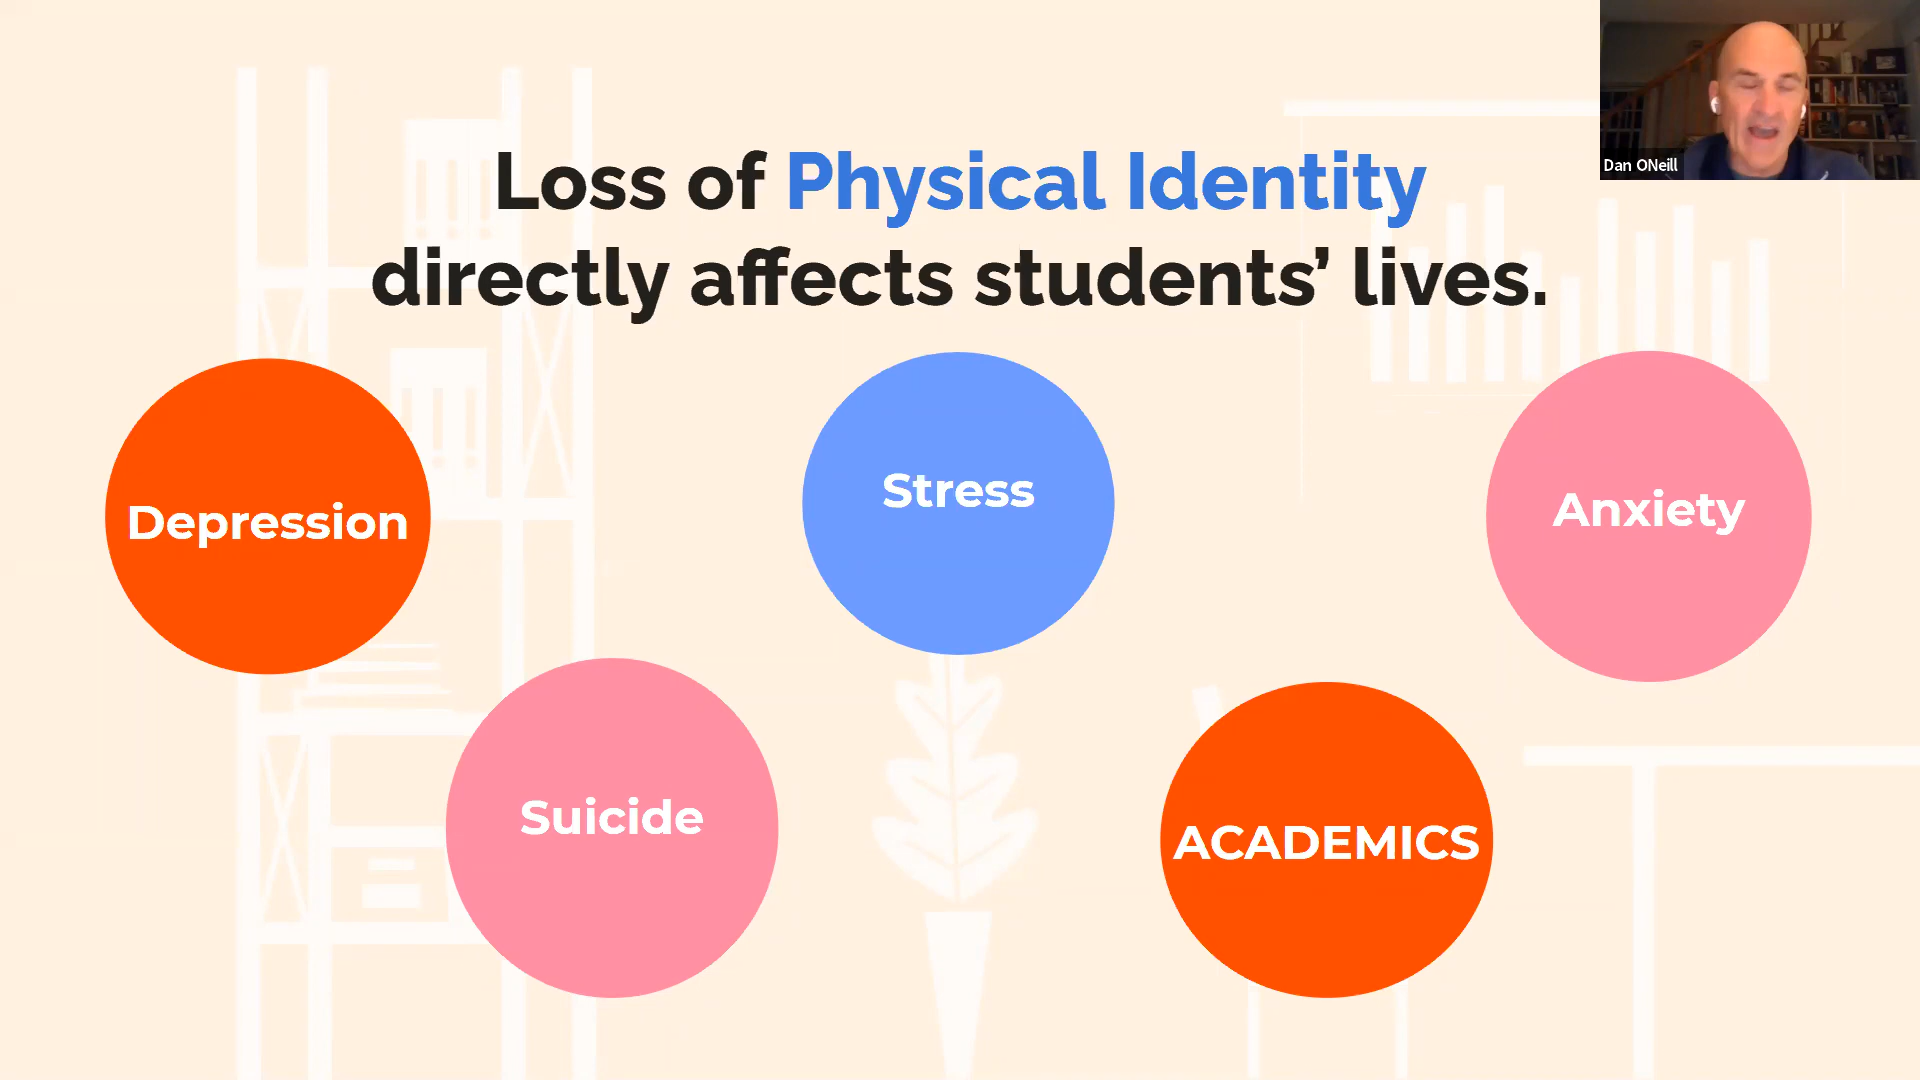 Loss of Physical Identity
directly affects students’ lives.
Dan ONeill
Depression
Stress
Anxiety
Suicide
ACADEMICS